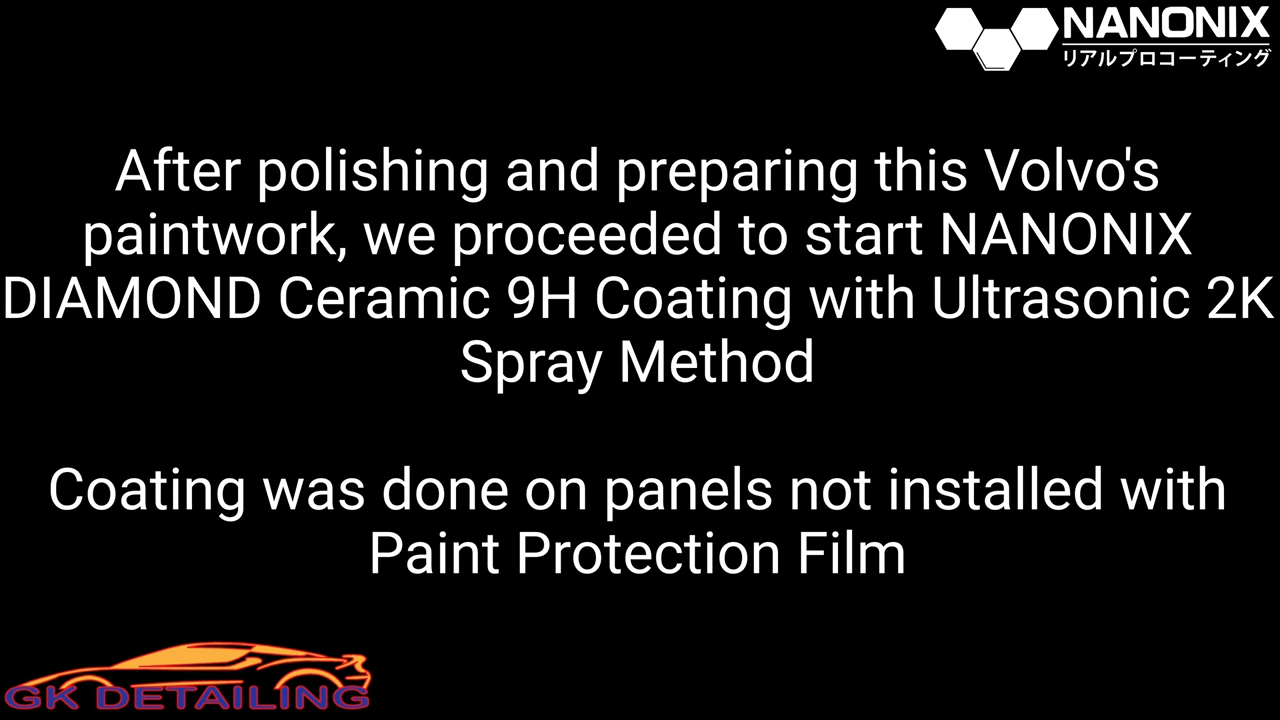 NANONIX
リアルプロコーティング
After polishing and preparing this Volvo's
paintwork, we proceeded to start NANONIX
DIAMOND Ceramic 9H Coating with Ultrasonic 2K
Spray Method
Coating was done on panels not installed with
Paint Protection Film
GK DETAILING